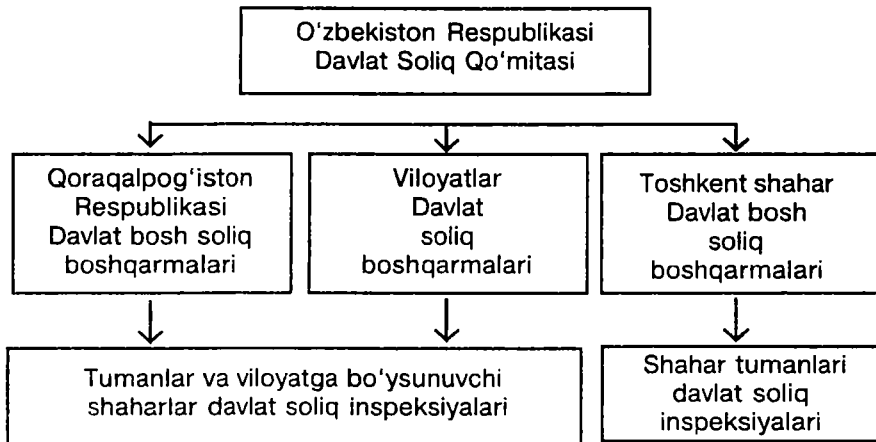 O‘zbekiston Respublikasi
Davlat Soliq Qo‘mitasi
Qoraqalpog‘iston
Respublikasi
Davlat bosh soliq
boshqarmalari
Viloyatlar
Davlat
soliq
boshqarmalari
Toshkent shahar
Davlat bosh
soliq
boshqarmalari
Tumanlar va viloyatga bo‘ysunuvchi
shaharlar davlat soliq inspeksiyalari
Shahar tumanlari
davlat soliq
inspeksiyalari